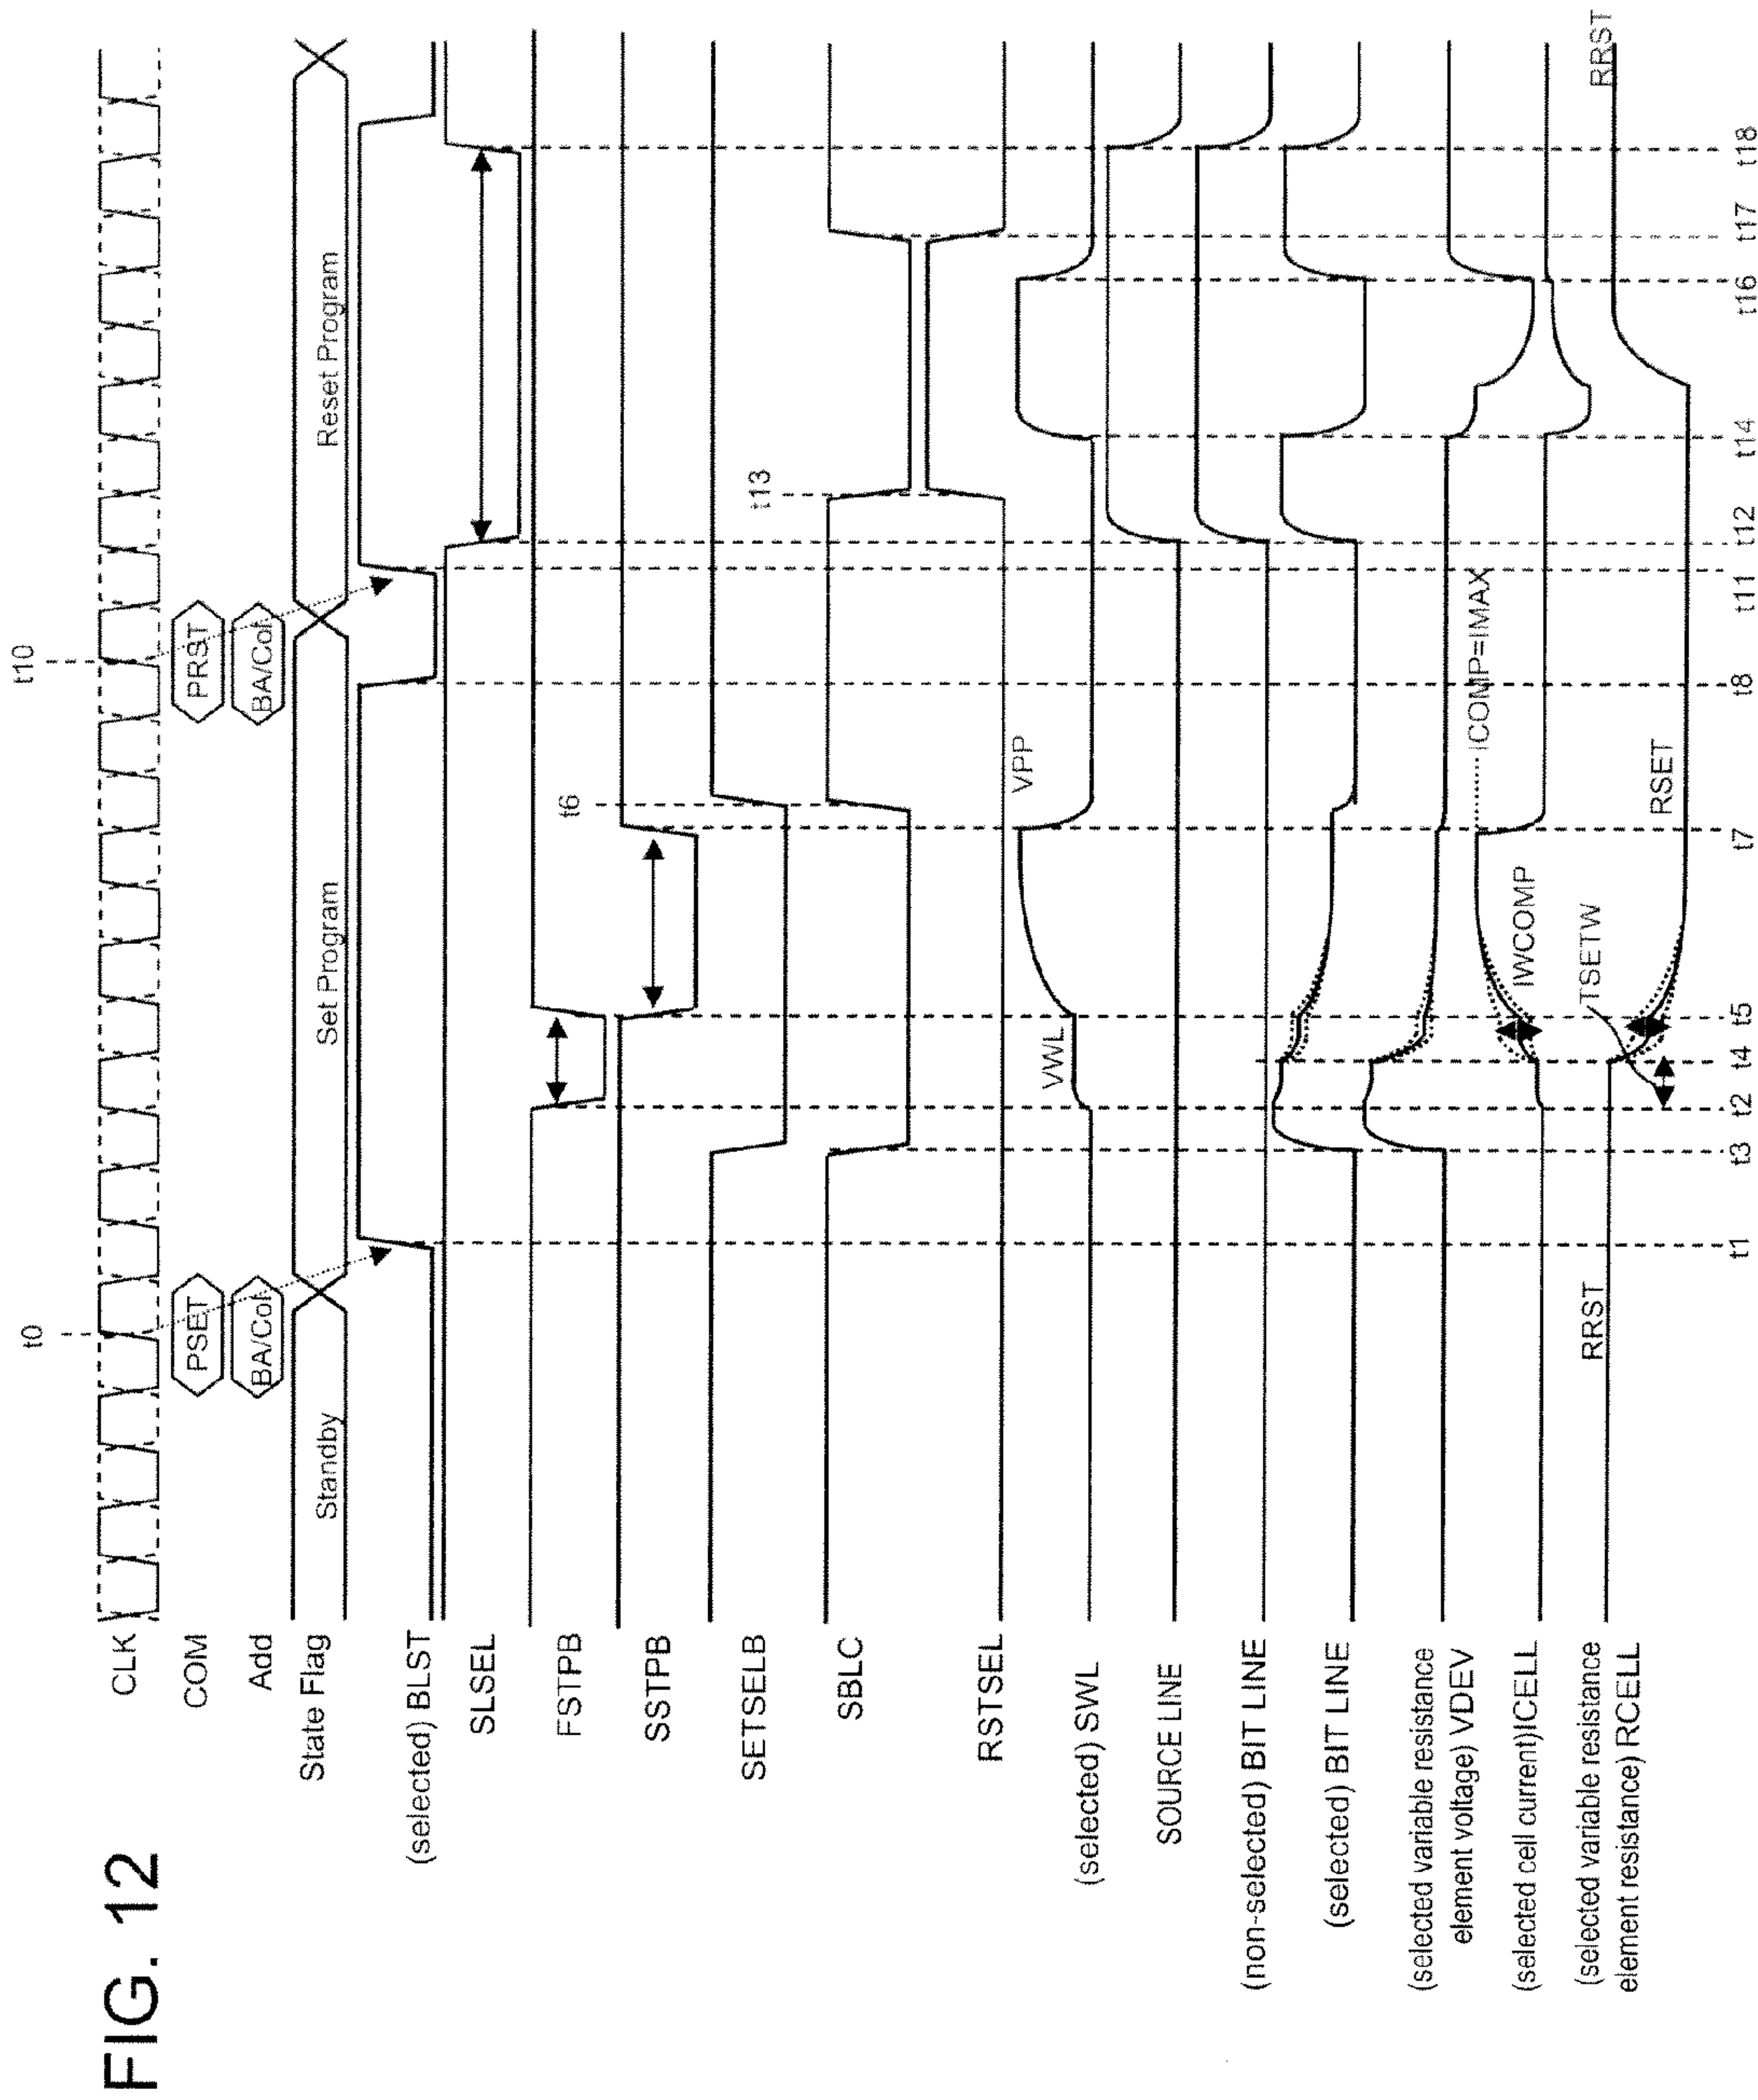 FIG. 12
t0
t10
CLK
COM
PSET
PRST
Add
BA/Col
BA/Col
State Flag
Standby
Set Program
Reset Program
(selected) BLST
SLSEL
FSTPB
t6
SSTPB
SETSELB
t13
SBLC
RSTSEL
VWL
VPP
(selected) SWL
SOURCE LINE
(non-selected) BIT LINE
(selected) BIT LINE
(selected variable resistance
element voltage) VDEV
ICOMP=IMAX
(selected cell current)ICELL
IWCOMP
TSETW
(selected variable resistance
element resistance) RCELL
RRST
RSET
RRST
t1
t3
t2
t4
t5
t7
t8
t11
t12
t14
t16
t17
t18